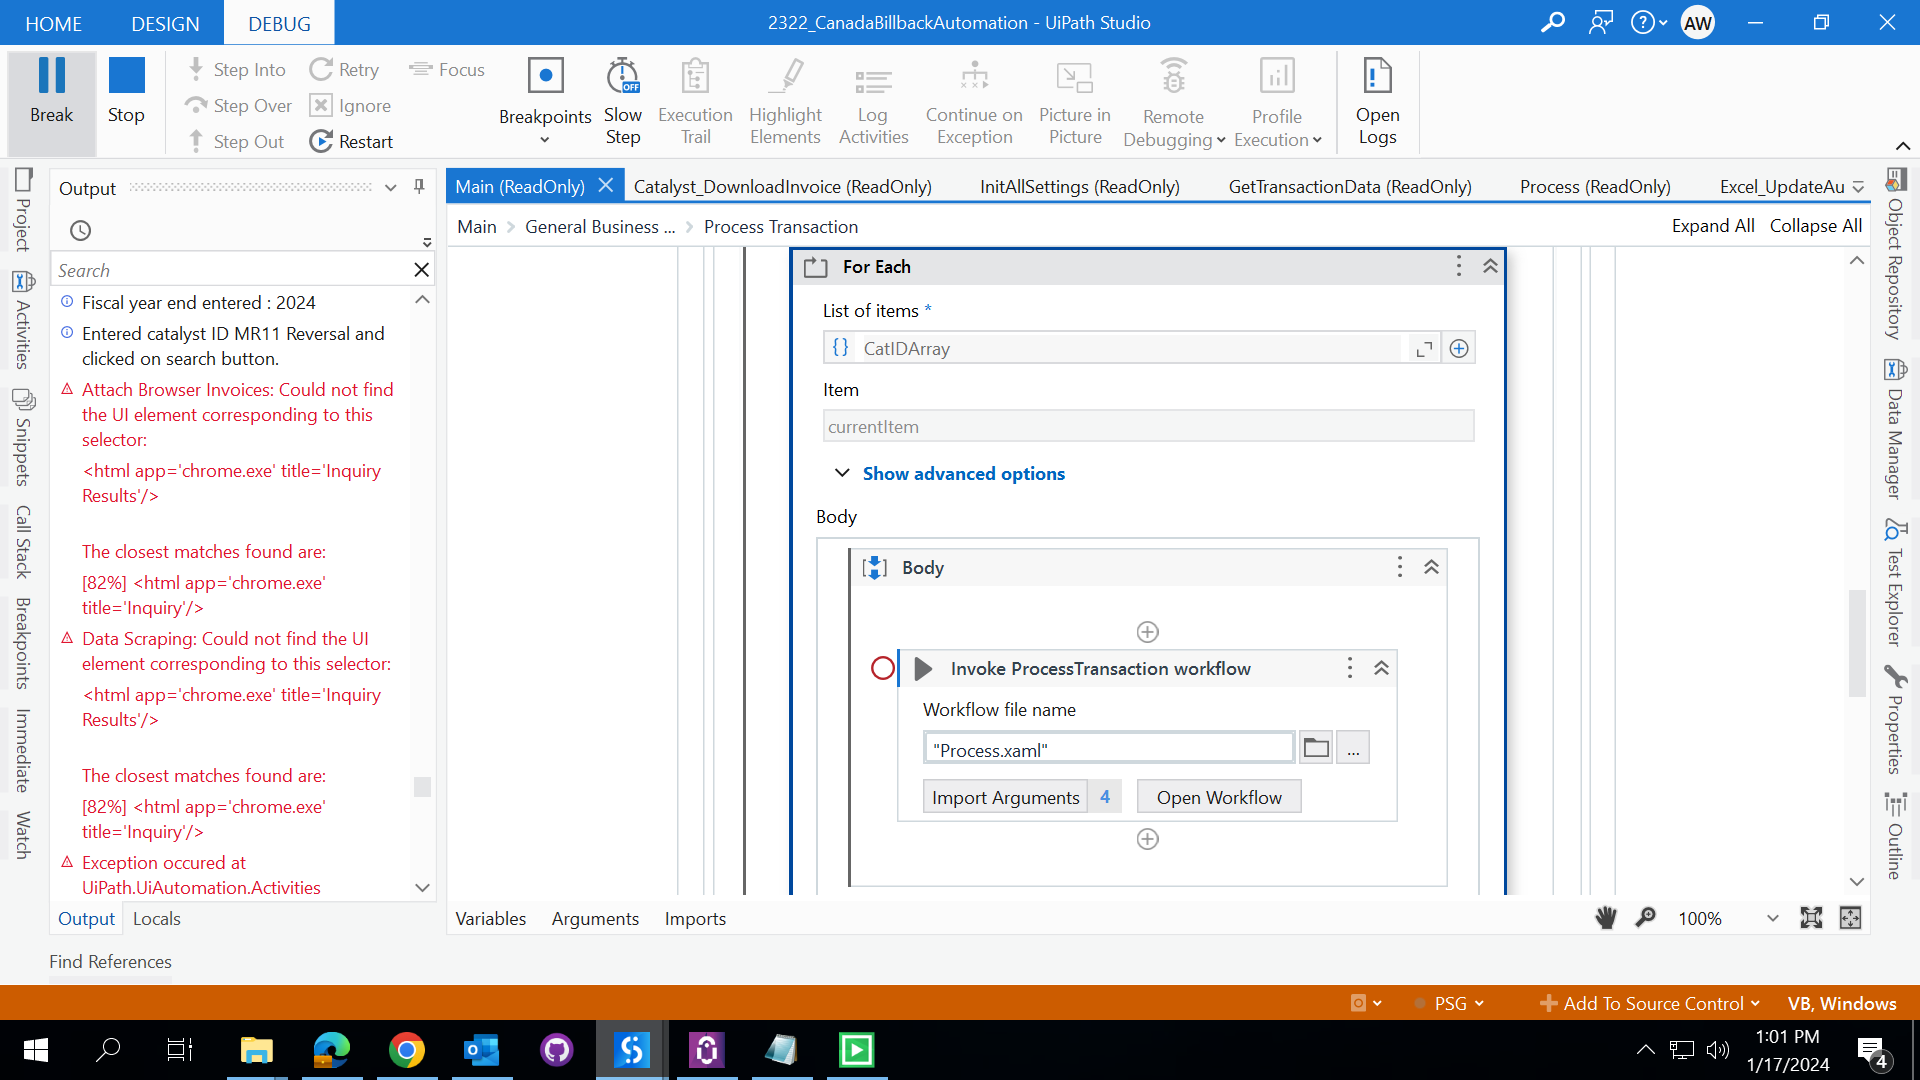 HOME DESIGN DEBUG 2322_CanadaBillbackAutomation - UiPath Studio AW
Break
Stop
Step Into
Step Over
Step Out
Retry
Ignore
Restart
Focus
Breakpoints
Slow
Step
OFF
Execution
Trail
Highlight
Elements
Log
Activities
Continue on
Exception
Picture in
Picture
Remote
Debugging
Profile
Execution
Open
Logs
Project
Activities
Snippets
Call Stack
Breakpoints
Immediate
Watch
Output
Search
Fiscal year end entered : 2024
Entered catalyst ID MR11 Reversal and
clicked on search button.
Attach Browser Invoices: Could not find
the UI element corresponding to this
selector:
<html app='chrome.exe' title='Inquiry
Results'/>
The closest matches found are:
[82%] <html app='chrome.exe'
title='Inquiry'/>
Data Scraping: Could not find the UI
element corresponding to this selector:
<html app='chrome.exe' title='Inquiry
Results'/>
The closest matches found are:
[82%] <html app='chrome.exe'
title='Inquiry'/>
Exception occured at
UiPath.UiAutomation.Activities
Output Locals
Find References
Main (ReadOnly) Catalyst_DownloadInvoice (ReadOnly) InitAllSettings (ReadOnly) GetTransactionData (ReadOnly) Process (ReadOnly) Excel_UpdateAu
Main General Business ... Process Transaction Expand All Collapse All
For Each
List of items *
CatIDArray
Item
currentItem
Show advanced options
Body
Body
Invoke ProcessTransaction workflow
Workflow file name
"Process.xaml"
...
Import Arguments 4 Open Workflow
Variables Arguments Imports 100%
Object Repository
Data Manager
Test Explorer
Properties
Outline
PSG Add To Source Control VB, Windows
1:01 PM
1/17/2024
4